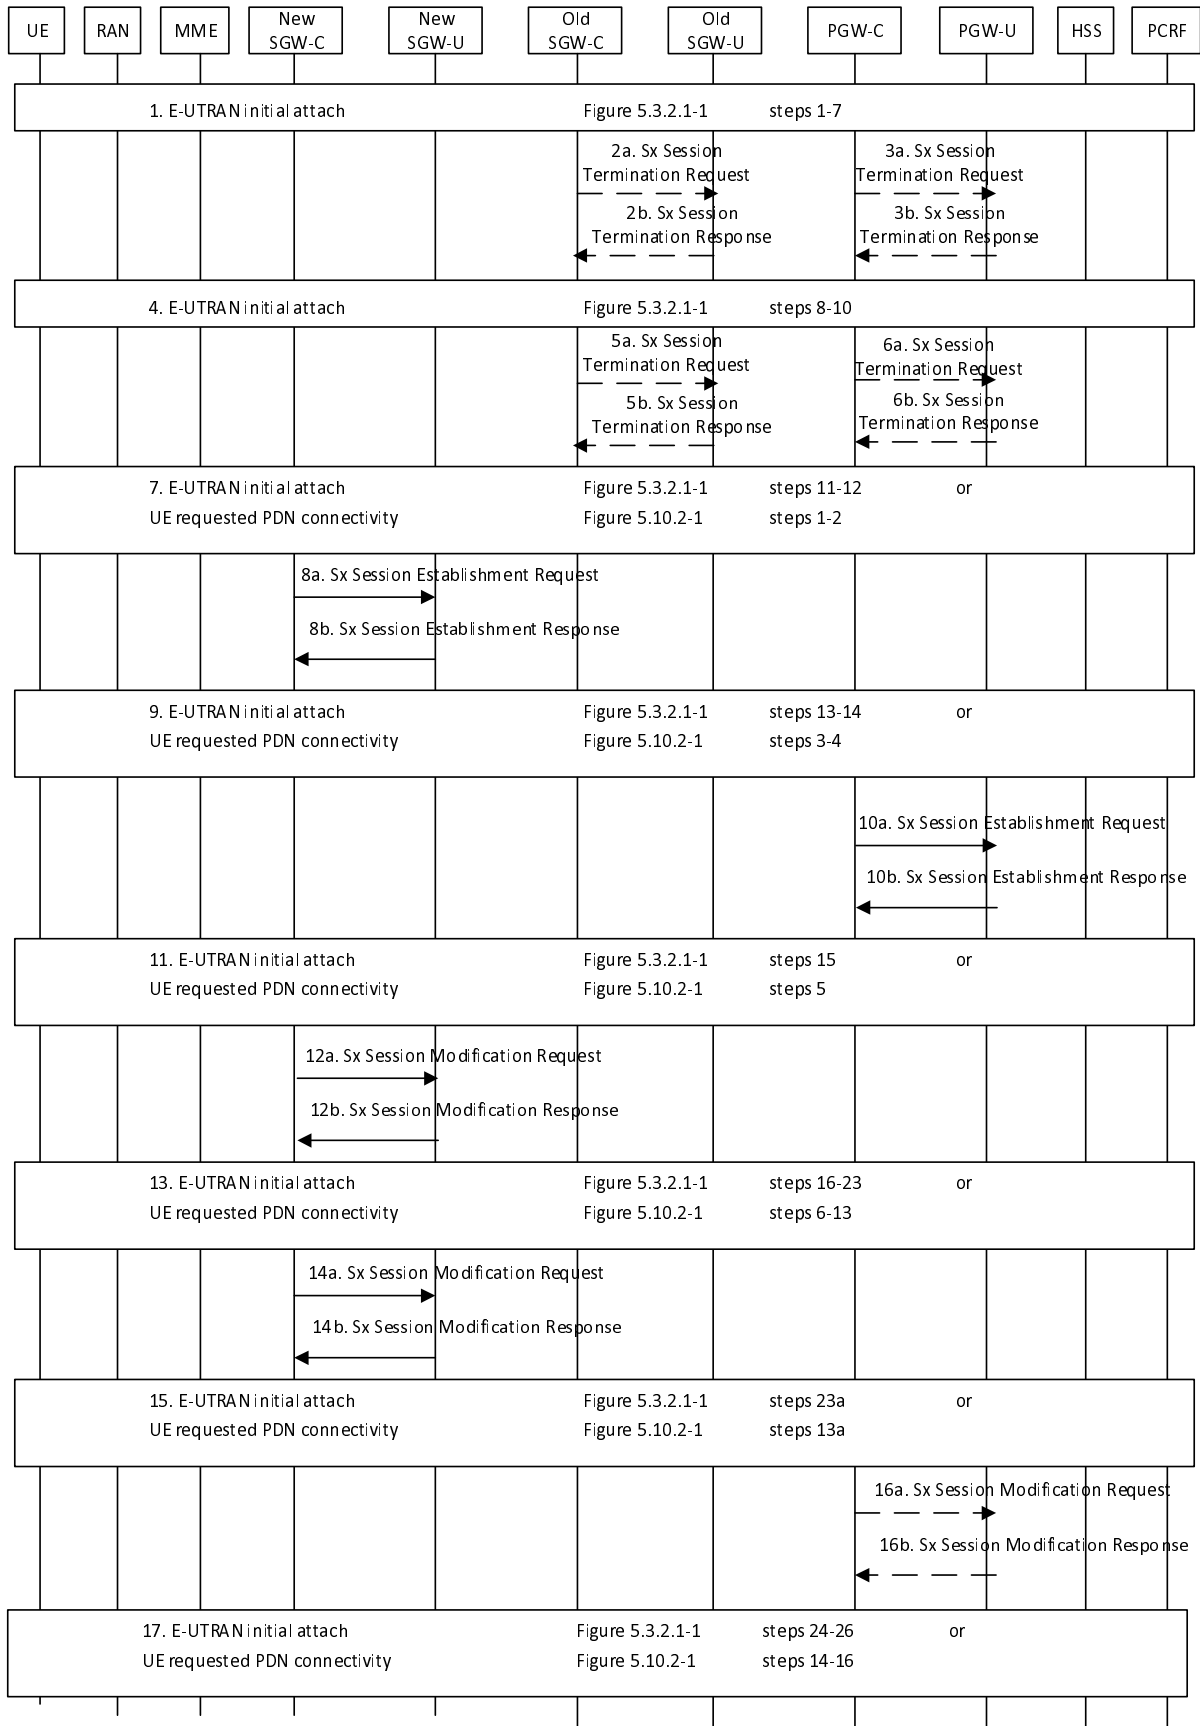 UE
RAN
MME
New
SGW-C
New
SGW-U
Old
SGW-C
Old
SGW-U
PGW-C
PGW-U
HSS
PCRF
1. E-UTRAN initial attach Figure 5.3.2.1-1 steps 1-7
2a. Sx Session
Termination Request
3a. Sx Session
Termination Request
2b. Sx Session
Termination Response
3b. Sx Session
Termination Response
4. E-UTRAN initial attach Figure 5.3.2.1-1 steps 8-10
5a. Sx Session
Termination Request
6a. Sx Session
Termination Request
5b. Sx Session
Termination Response
6b. Sx Session
Termination Response
7. E-UTRAN initial attach Figure 5.3.2.1-1 steps 11-12 or
UE requested PDN connectivity Figure 5.10.2-1 steps 1-2
8a. Sx Session Establishment Request
8b. Sx Session Establishment Response
9. E-UTRAN initial attach Figure 5.3.2.1-1 steps 13-14 or
UE requested PDN connectivity Figure 5.10.2-1 steps 3-4
10a. Sx Session Establishment Request
10b. Sx Session Establishment Response
11. E-UTRAN initial attach Figure 5.3.2.1-1 steps 15 or
UE requested PDN connectivity Figure 5.10.2-1 steps 5
12a. Sx Session Modification Request
12b. Sx Session Modification Response
13. E-UTRAN initial attach Figure 5.3.2.1-1 steps 16-23 or
UE requested PDN connectivity Figure 5.10.2-1 steps 6-13
14a. Sx Session Modification Request
14b. Sx Session Modification Response
15. E-UTRAN initial attach Figure 5.3.2.1-1 steps 23a or
UE requested PDN connectivity Figure 5.10.2-1 steps 13a
16a. Sx Session Modification Request
16b. Sx Session Modification Response
17. E-UTRAN initial attach Figure 5.3.2.1-1 steps 24-26 or
UE requested PDN connectivity Figure 5.10.2-1 steps 14-16